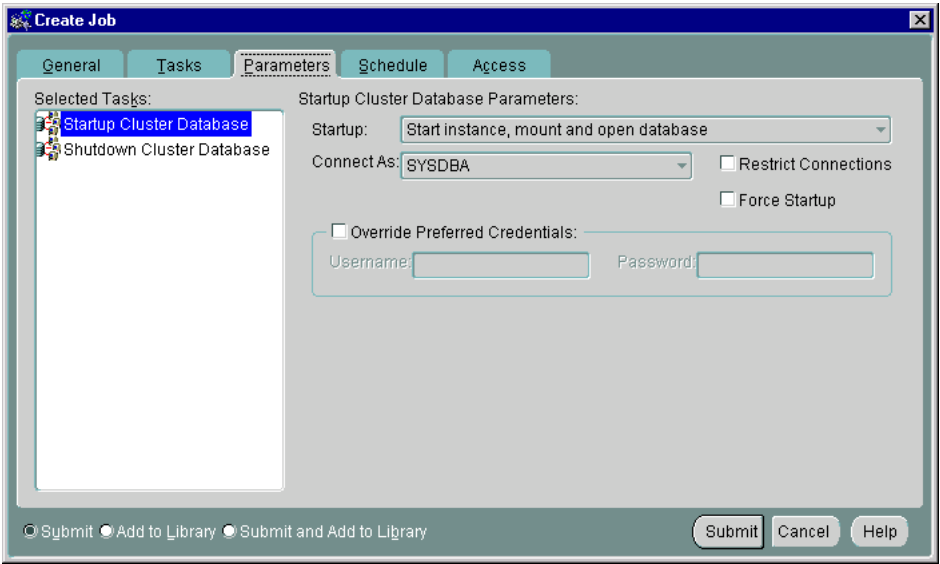 Create Job
General Tasks Parameters Schedule Access
Selected Tasks:
Startup Cluster Database
Shutdown Cluster Database
Startup Cluster Database Parameters:
Startup: Start instance, mount and open database
Connect As: SYSDBA
Restrict Connections
Force Startup
Override Preferred Credentials:
Username: Password:
Submit Add to Library Submit and Add to Library
Submit Cancel Help